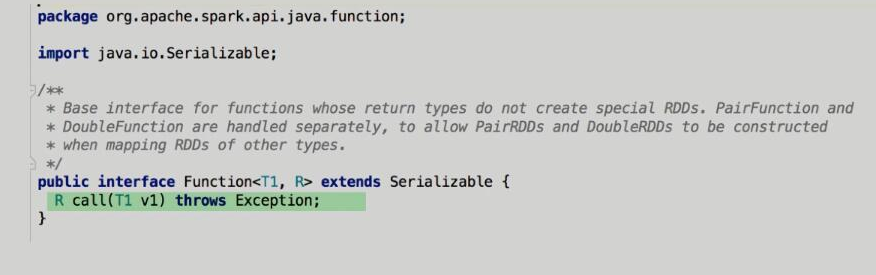 package org.apache.spark.api.java.function;
import java.io.Serializable;
/**
* Base interface for functions whose return types do not create special RDDs. PairFunction and
* DoubleFunction are handled separately, to allow PairRDDs and DoubleRDDs to be constructed
* when mapping RDDs of other types.
*/
public interface Function<T1, R> extends Serializable {
R call(T1 v1) throws Exception;
}